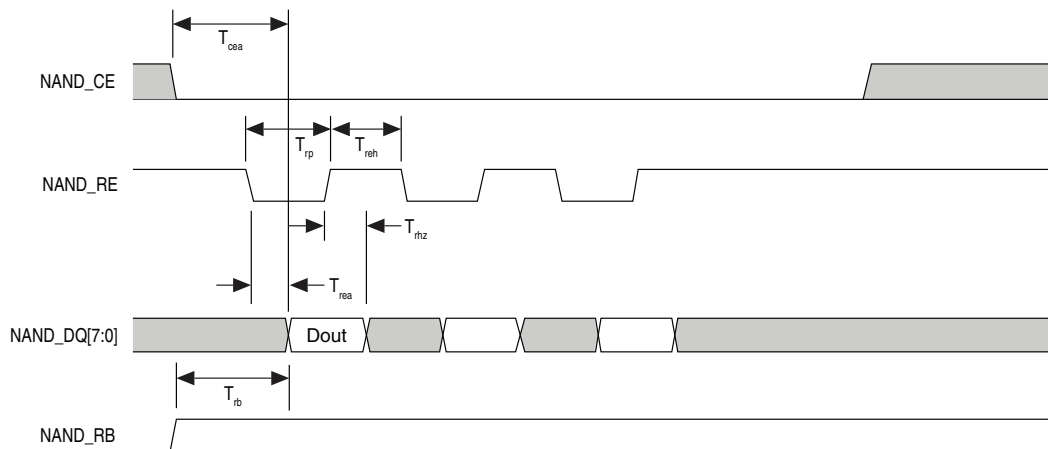 T_cea
NAND_CE
T_rp T_reh
NAND_RE
T_rhz
T_rea
NAND_DQ[7:0] Dout
T_rb
NAND_RB